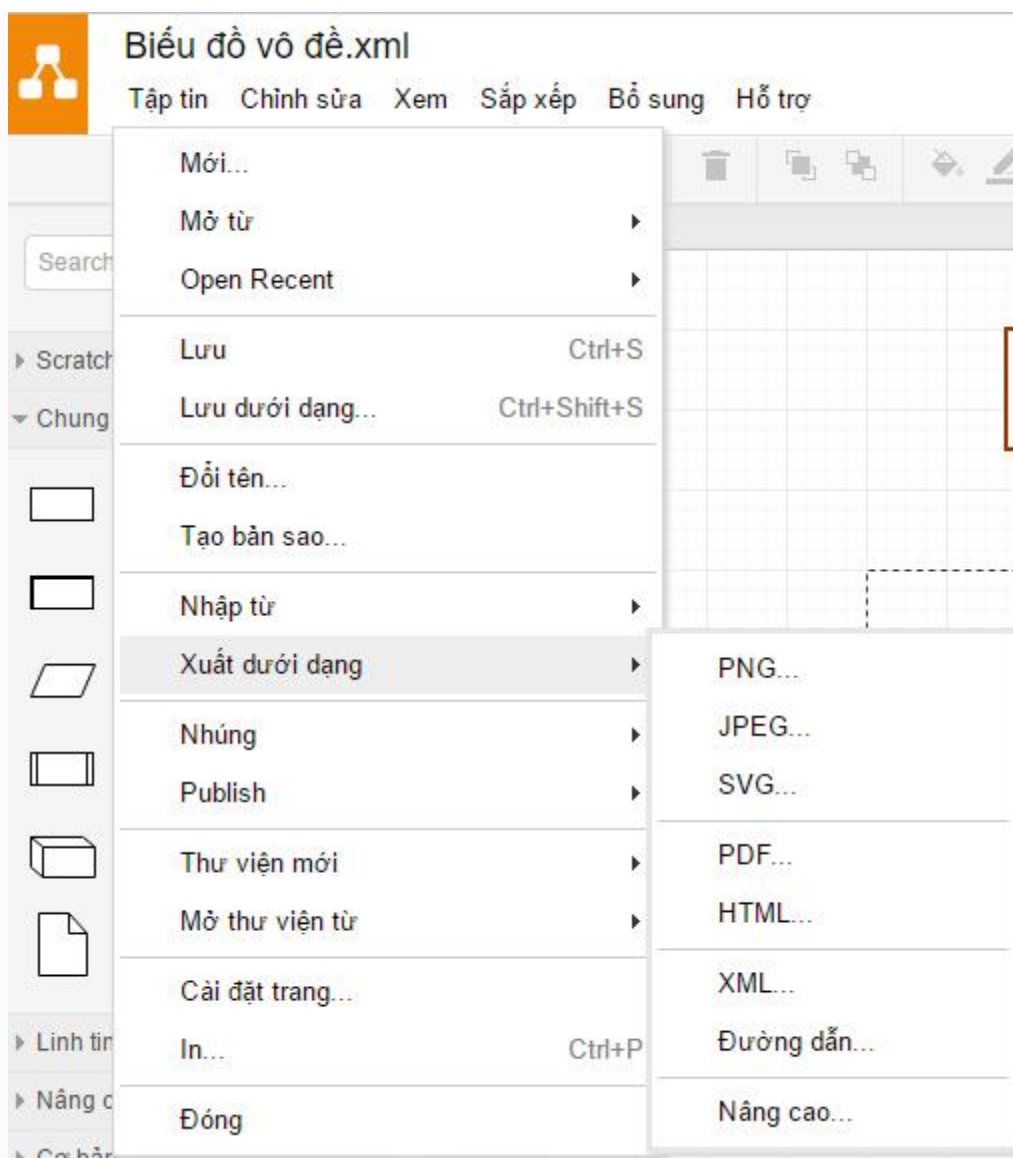 Biếu đồ vô đề.xml
Tập tin Chỉnh sửa Xem Sắp xếp Bổ sung Hỗ trợ
Mới...
Mở từ
Search
Open Recent
Lưu Ctrl+S
Lưu dưới dạng... Ctrl+Shift+S
Chung
Đổi tên...
Tạo bản sao...
Nhập từ
Xuất dưới dạng
Nhúng
Publish
Thư viện mới
Mở thư viện từ
Cài đặt trang...
Linh
In... Ctrl+P
Nâng
Đóng
PNG...
JPEG...
SVG...
PDF...
HTML...
XML...
Đường dẫn...
Nâng cao...